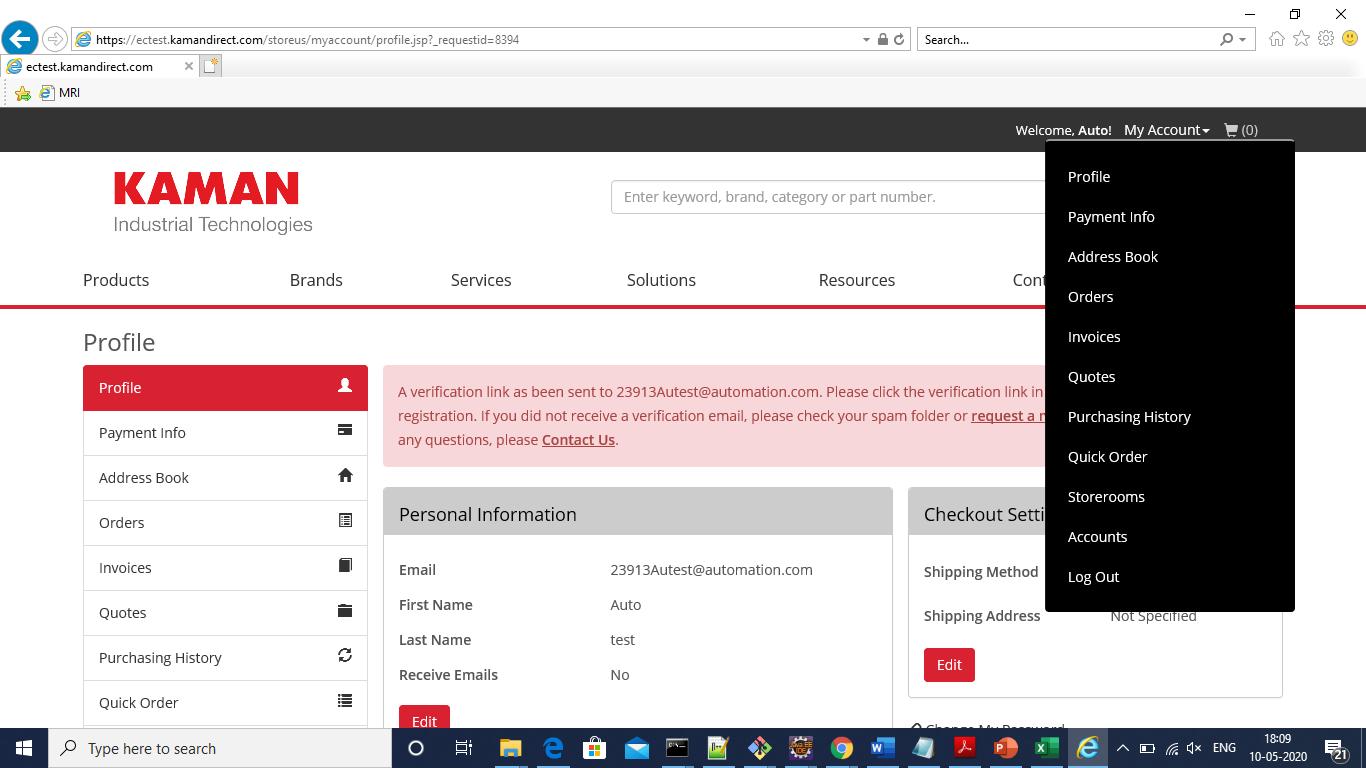 https://ectest.kamandirect.com/storeus/myaccount/profile.jsp?_requestid=8394
Search...
ectest.kamandirect.com
MRI
Welcome, Auto! My Account (0)
KAMAN
Industrial Technologies
Enter keyword, brand, category or part number.
Products Brands Services Solutions Resources Cont
Profile
Payment Info
Address Book
Orders
Invoices
Quotes
Purchasing History
Quick Order
Storerooms
Accounts
Log Out
Profile
Profile
Payment Info
Address Book
Orders
Invoices
Quotes
Purchasing History
Quick Order
A verification link as been sent to 23913Autest@automation.com. Please click the verification link in
registration. If you did not receive a verification email, please check your spam folder or request a n
any questions, please Contact Us.
Personal Information
Email 23913Autest@automation.com
First Name Auto
Last Name test
Receive Emails No
Edit
Checkout Setti
Shipping Method
Shipping Address Not Specified
Edit
Change My Password
Type here to search
ENG
18:09
10-05-2020
21